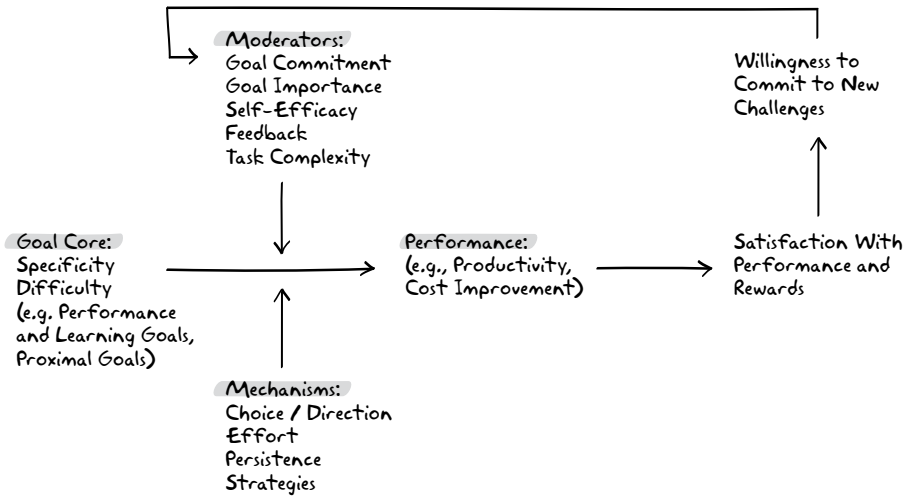 Moderators:
Goal Commitment
Goal Importance
Self-Efficacy
Feedback
Task Complexity
Willingness to
Commit to New
Challenges
Goal Core:
Specificity
Difficulty
(e.g. Performance
and Learning Goals,
Proximal Goals)
Performance:
(e.g., Productivity,
Cost Improvement)
Satisfaction With
Performance and
Rewards
Mechanisms:
Choice / Direction
Effort
Persistence
Strategies